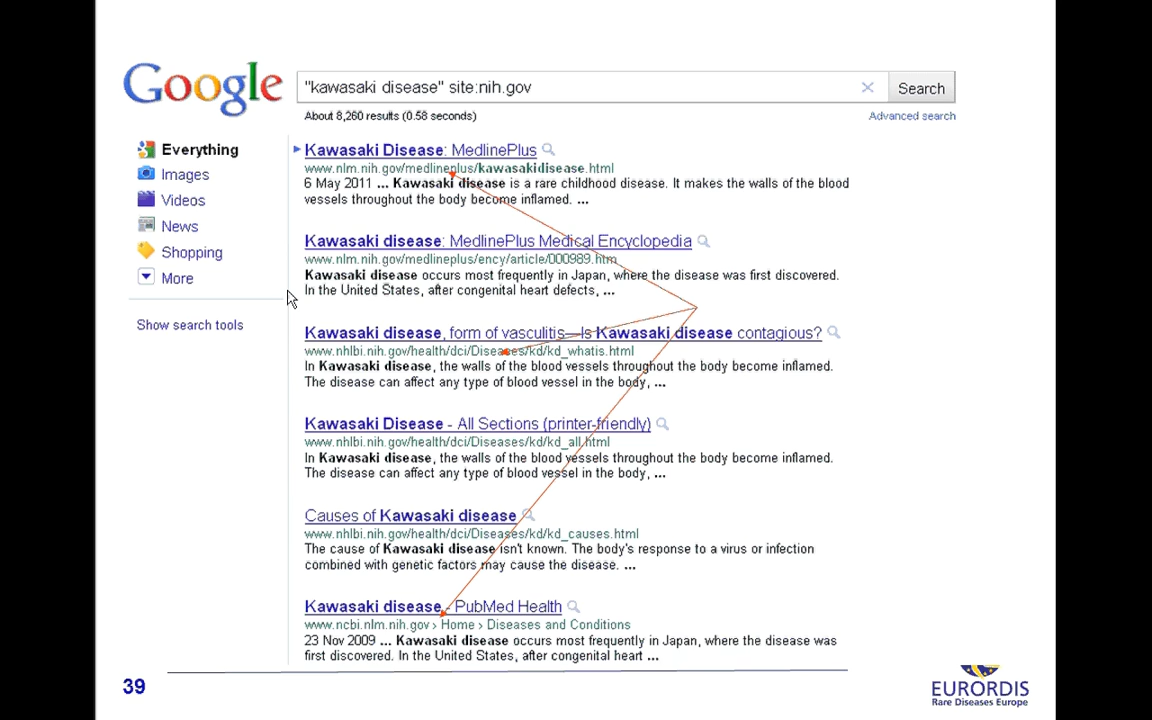 Google
"kawasaki disease" site:nih.gov
Search
About 8,260 results (0.58 seconds)
Advanced search
Everything
Images
Videos
News
Shopping
More
Show search tools
Kawasaki Disease: MedlinePlus
www.nlm.nih.gov/medlineplus/kawasakidisease.html
6 May 2011 ... Kawasaki disease is a rare childhood disease. It makes the walls of the blood
vessels throughout the body become inflamed. ...
Kawasaki disease: MedlinePlus Medical Encyclopedia
www.nlm.nih.gov/medlineplus/ency/article/000989.htm
Kawasaki disease occurs most frequently in Japan, where the disease was first discovered.
In the United States, after congenital heart defects, ...
Kawasaki disease, form of vasculitis—Is Kawasaki disease contagious?
www.nhlbi.nih.gov/health/dci/Diseases/kd/kd_whatis.html
In Kawasaki disease, the walls of the blood vessels throughout the body become inflamed.
The disease can affect any type of blood vessel in the body, ...
Kawasaki Disease - All Sections (printer-friendly)
www.nhlbi.nih.gov/health/dci/Diseases/kd/kd_all.html
In Kawasaki disease, the walls of the blood vessels throughout the body become inflamed.
The disease can affect any type of blood vessel in the body, ...
Causes of Kawasaki disease
www.nhlbi.nih.gov/health/dci/Diseases/kd/kd_causes.html
The cause of Kawasaki disease isn't known. The body's response to a virus or infection
combined with genetic factors may cause the disease. ...
Kawasaki disease - PubMed Health
www.ncbi.nlm.nih.gov › Home › Diseases and Conditions
23 Nov 2009 ... Kawasaki disease occurs most frequently in Japan, where the disease was
first discovered. In the United States, after congenital heart ...
39
EURORDIS
Rare Diseases Europe